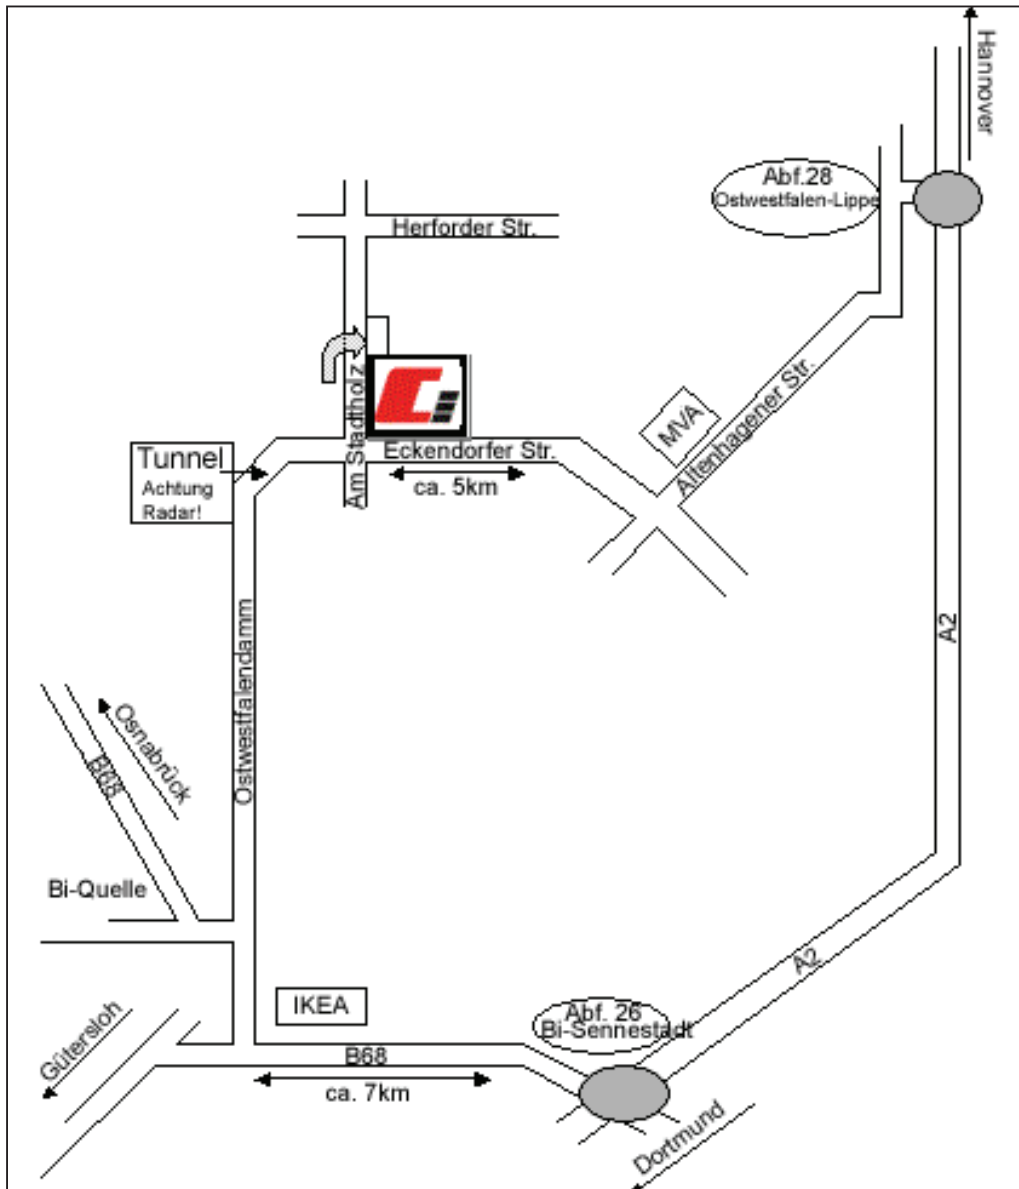 Hannover
Abf.28
Ostwestfalen-Lippe
Herforder Str.
Am Stadtholz
Eckendorfer Str.
ca. 5km
MVA
Altenhagener Str.
Tunnel
Achtung
Radar!
Ostwestfalendamm
A2
Osnabrück
B68
Bi-Quelle
A2
IKEA
Abf. 26
Bi-Sennestadt
Gütersloh
B68
ca. 7km
Dortmund